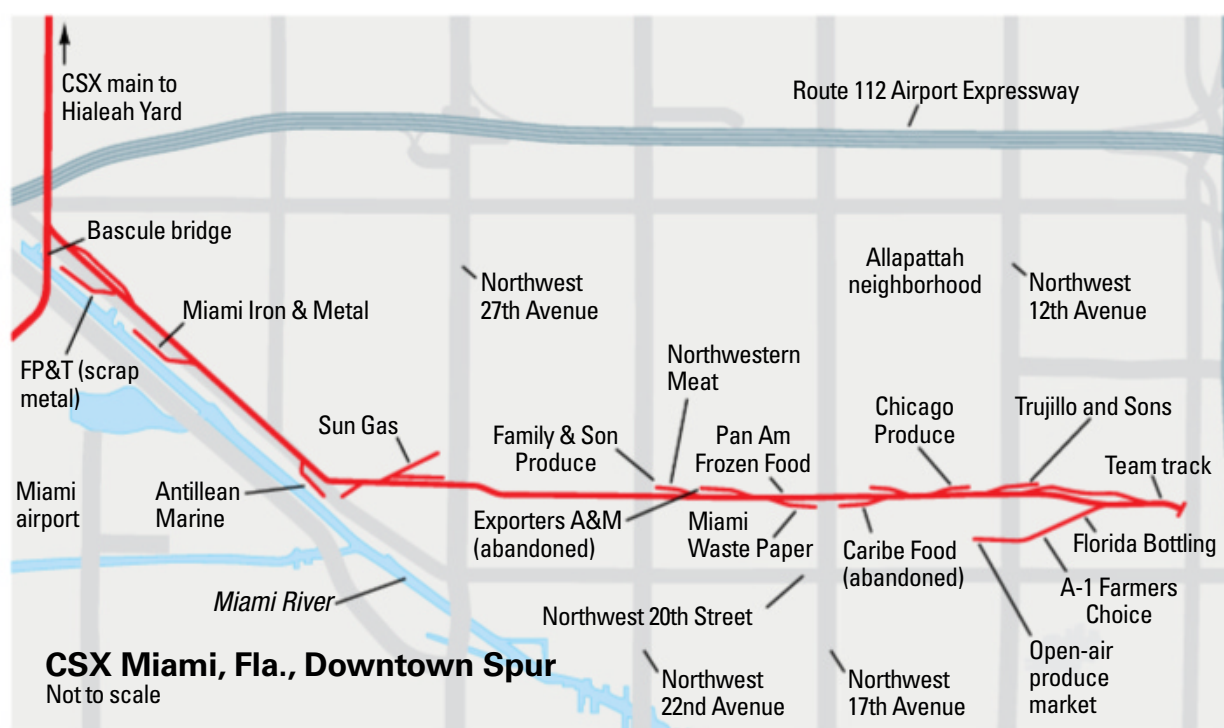 CSX main to
Hialeah Yard
Route 112 Airport Expressway
Bascule bridge
Allapattah
neighborhood
Northwest
27th Avenue
Northwest
12th Avenue
Miami Iron & Metal
FP&T (scrap
metal)
Northwestern
Meat
Sun Gas
Family & Son
Produce
Pan Am
Frozen Food
Chicago
Produce
Trujillo and Sons
Team track
Miami
airport
Antillean
Marine
Exporters A&M
(abandoned)
Miami
Waste Paper
Caribe Food
(abandoned)
Florida Bottling
A-1 Farmers
Choice
Miami River
Northwest 20th Street
Open-air
produce
market
CSX Miami, Fla., Downtown Spur
Not to scale
Northwest
22nd Avenue
Northwest
17th Avenue